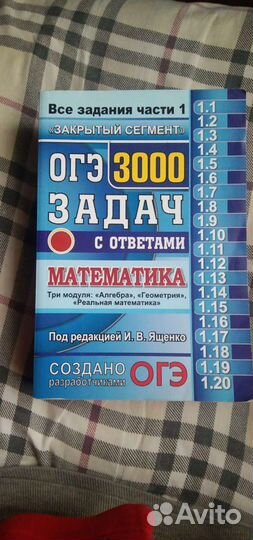 Все задания части 1
«ЗАКРЫТЫЙ СЕГМЕНТ»
ОГЭ 3000
ЗАДАЧ
С ОТВЕТАМИ
МАТЕМАТИКА
Три модуля: «Алгебра», «Геометрия»,
«Реальная математика»
Под редакцией И. В. Ященко
СОЗДАНО
разработчиками ОГЭ
1.1
1.2
1.3
1.4
1.5
1.6
1.7
1.8
1.9
1.10
1.11
1.12
1.13
1.14
1.15
1.16
1.17
1.18
1.19
1.20
Avito